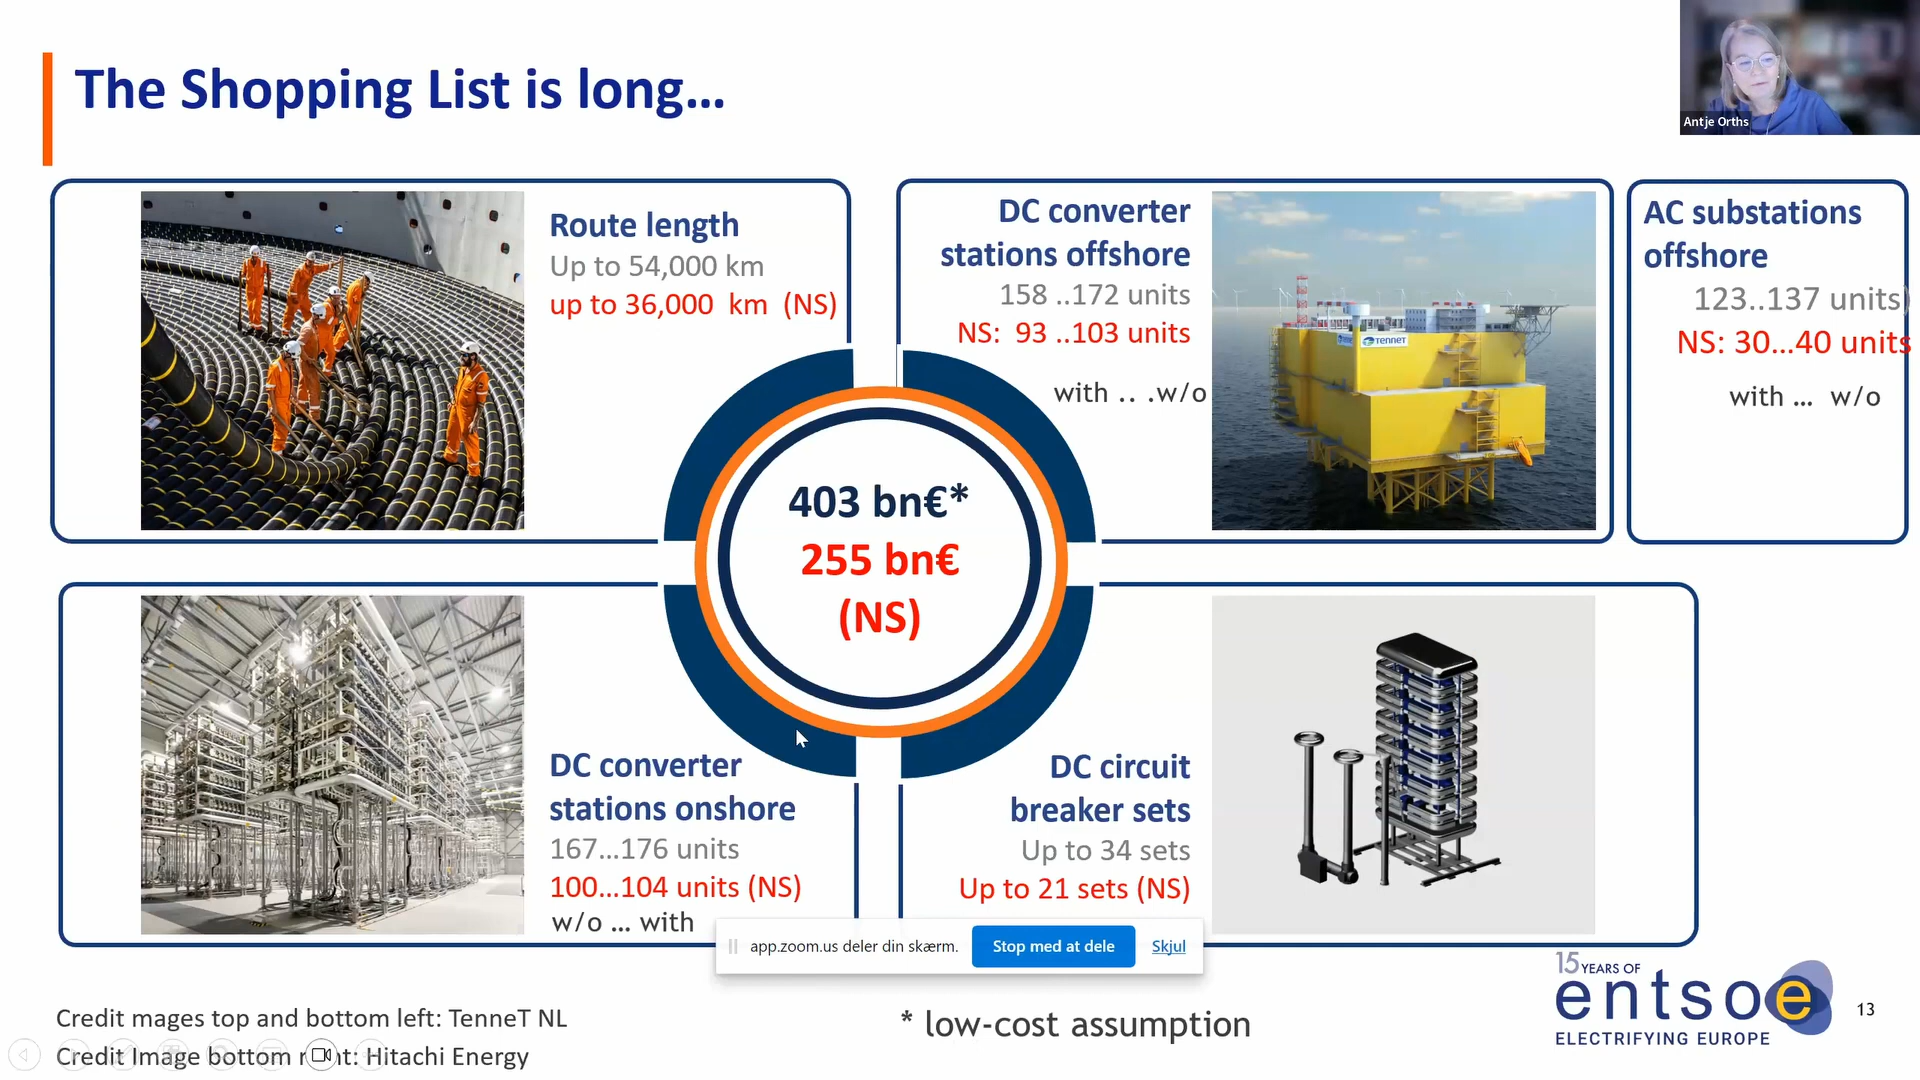 The Shopping List is long...
Antje Orths
Route length
Up to 54,000 km
up to 36,000 km (NS)
DC converter
stations offshore
158 ..172 units
NS: 93 ..103 units
with .. .w/o
TenneT
AC substations
offshore
123..137 units)
NS: 30...40 units
with ... w/o
403 bn€*
255 bn€
(NS)
DC converter
stations onshore
167...176 units
100...104 units (NS)
w/o ... with
DC circuit
breaker sets
Up to 34 sets
Up to 21 sets (NS)
app.zoom.us deler din skærm.
Stop med at dele
Skjul
Credit mages top and bottom left: TenneT NL
Credit Image bottom nt: Hitachi Energy
* low-cost assumption
15 YEARS OF
entsoe
ELECTRIFYING EUROPE
13